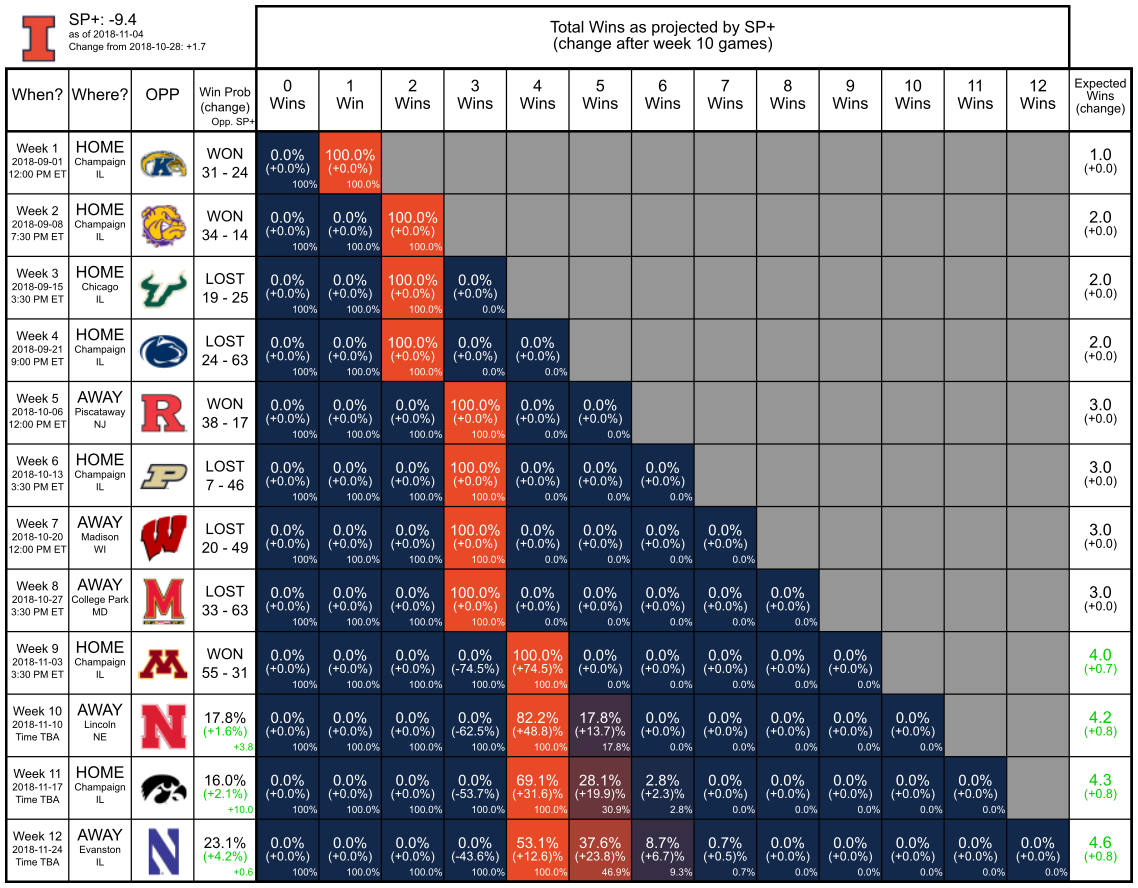 SP+: -9.4
as of 2018-11-04
Change from 2018-10-28: +1.7
Total Wins as projected by SP+
(change after week 10 games)
When? Where? OPP Win Prob (change) Opp. SP+ 0 Wins 1 Win 2 Wins 3 Wins 4 Wins 5 Wins 6 Wins 7 Wins 8 Wins 9 Wins 10 Wins 11 Wins 12 Wins Expected Wins (change)
Week 1 HOME WON 0.0% 100.0% 1.0
2018-09-01 Champaign K 31 - 24 (+0.0%) (+0.0%) (+0.0)
12:00 PM ET IL 100% 100.0%
Week 2 HOME WON 0.0% 0.0% 100.0% 2.0
2018-09-08 Champaign 34 - 14 (+0.0%) (+0.0%) (+0.0%) (+0.0)
7:30 PM ET IL 100% 100.0% 100.0%
Week 3 HOME LOST 0.0% 0.0% 100.0% 0.0% 2.0
2018-09-15 Chicago 19 - 25 (+0.0%) (+0.0%) (+0.0%) (+0.0%) (+0.0)
3:30 PM ET IL 100% 100.0% 100.0% 0.0%
Week 4 HOME LOST 0.0% 0.0% 100.0% 0.0% 0.0% 2.0
2018-09-21 Champaign 24 - 63 (+0.0%) (+0.0%) (+0.0%) (+0.0%) (+0.0%) (+0.0)
9:00 PM ET IL 100% 100.0% 100.0% 0.0% 0.0%
Week 5 AWAY WON 0.0% 0.0% 0.0% 100.0% 0.0% 0.0% 3.0
2018-10-06 Piscataway R 38 - 17 (+0.0%) (+0.0%) (+0.0%) (+0.0%) (+0.0%) (+0.0%) (+0.0)
12:00 PM ET NJ 100% 100.0% 100.0% 100.0% 0.0% 0.0%
Week 6 HOME LOST 0.0% 0.0% 0.0% 100.0% 0.0% 0.0% 0.0% 3.0
2018-10-13 Champaign P 7 - 46 (+0.0%) (+0.0%) (+0.0%) (+0.0%) (+0.0%) (+0.0%) (+0.0%) (+0.0)
3:30 PM ET IL 100% 100.0% 100.0% 100.0% 0.0% 0.0% 0.0%
Week 7 AWAY LOST 0.0% 0.0% 0.0% 100.0% 0.0% 0.0% 0.0% 0.0% 3.0
2018-10-20 Madison W 20 - 49 (+0.0%) (+0.0%) (+0.0%) (+0.0%) (+0.0%) (+0.0%) (+0.0%) (+0.0%) (+0.0)
12:00 PM ET WI 100% 100.0% 100.0% 100.0% 0.0% 0.0% 0.0% 0.0%
Week 8 AWAY LOST 0.0% 0.0% 0.0% 100.0% 0.0% 0.0% 0.0% 0.0% 0.0% 3.0
2018-10-27 College Park M 33 - 63 (+0.0%) (+0.0%) (+0.0%) (+0.0%) (+0.0%) (+0.0%) (+0.0%) (+0.0%) (+0.0%) (+0.0)
3:30 PM ET MD 100% 100.0% 100.0% 100.0% 0.0% 0.0% 0.0% 0.0% 0.0%
Week 9 HOME WON 0.0% 0.0% 0.0% 0.0% 100.0% 0.0% 0.0% 0.0% 0.0% 0.0% 4.0
2018-11-03 Champaign M 55 - 31 (+0.0%) (+0.0%) (+0.0%) (-74.5%) (+74.5)% (+0.0%) (+0.0%) (+0.0%) (+0.0%) (+0.0%) (+0.7)
3:30 PM ET IL 100% 100.0% 100.0% 100.0% 100.0% 0.0% 0.0% 0.0% 0.0% 0.0%
Week 10 AWAY 17.8% 0.0% 0.0% 0.0% 0.0% 82.2% 17.8% 0.0% 0.0% 0.0% 0.0% 0.0% 4.2
2018-11-10 Lincoln N (+1.6%) (+0.0%) (+0.0%) (+0.0%) (-62.5%) (+48.8)% (+13.7)% (+0.0%) (+0.0%) (+0.0%) (+0.0%) (+0.0%) (+0.8)
Time TBA NE +3.8 100% 100.0% 100.0% 100.0% 100.0% 17.8% 0.0% 0.0% 0.0% 0.0% 0.0%
Week 11 HOME 16.0% 0.0% 0.0% 0.0% 0.0% 69.1% 28.1% 2.8% 0.0% 0.0% 0.0% 0.0% 0.0% 4.3
2018-11-17 Champaign (+2.1%) (+0.0%) (+0.0%) (+0.0%) (-53.7%) (+31.6)% (+19.9)% (+2.3)% (+0.0%) (+0.0%) (+0.0%) (+0.0%) (+0.0%) (+0.8)
Time TBA IL +10.0 100% 100.0% 100.0% 100.0% 100.0% 30.9% 2.8% 0.0% 0.0% 0.0% 0.0% 0.0%
Week 12 AWAY 23.1% 0.0% 0.0% 0.0% 0.0% 53.1% 37.6% 8.7% 0.7% 0.0% 0.0% 0.0% 0.0% 0.0% 4.6
2018-11-24 Evanston N (+4.2%) (+0.0%) (+0.0%) (+0.0%) (-43.6%) (+12.6)% (+23.8)% (+6.7)% (+0.5)% (+0.0%) (+0.0%) (+0.0%) (+0.0%) (+0.0%) (+0.8)
Time TBA IL +0.6 100% 100.0% 100.0% 100.0% 100.0% 46.9% 9.3% 0.7% 0.0% 0.0% 0.0% 0.0% 0.0%